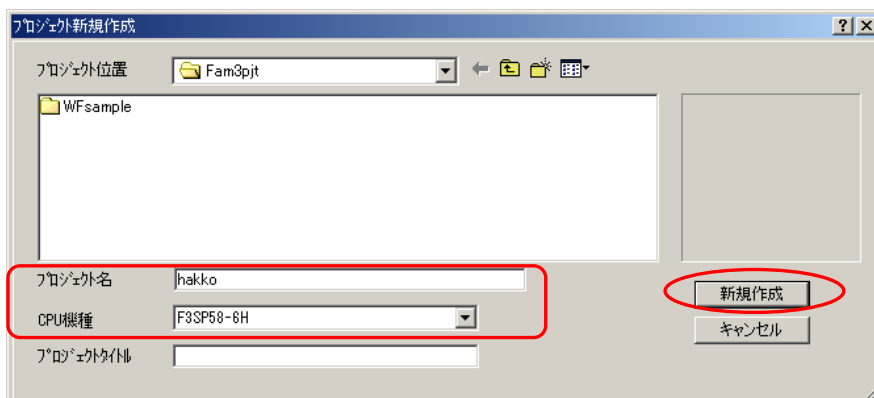 プロジェクト新規作成
プロジェクト位置 Fam3pjt
WFsample
プロジェクト名 hakko
新規作成
CPU機種 F3SP58-6H
キャンセル
プロジェクトタイトル